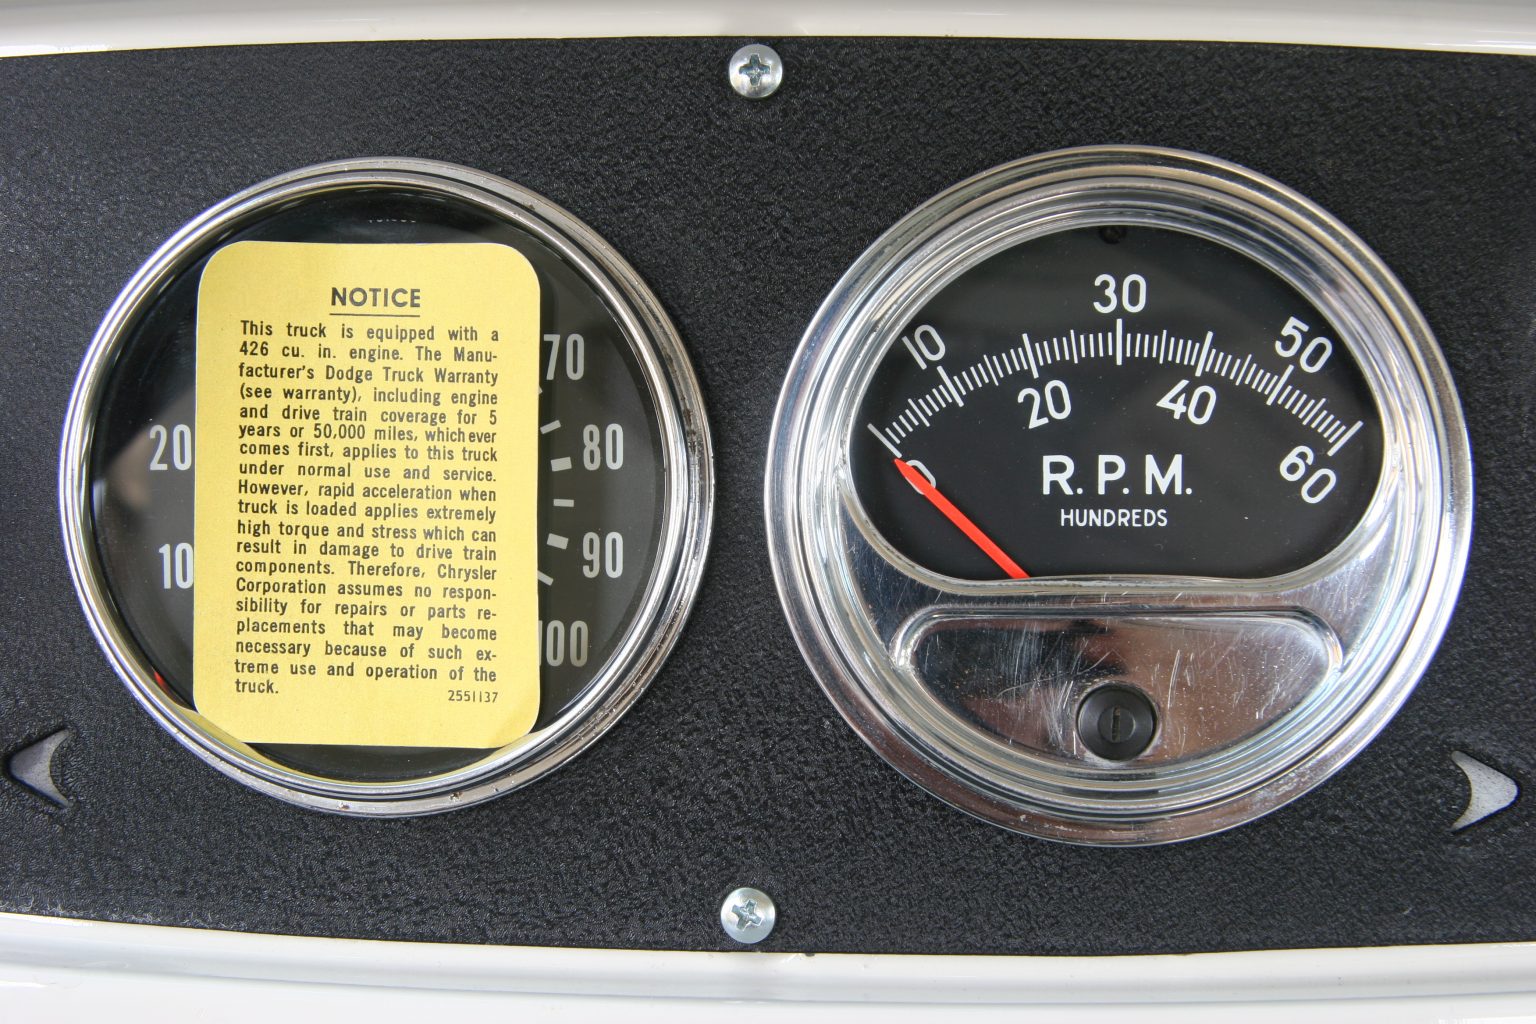 NOTICE
This truck is equipped with a
426 cu. in. engine. The Manu-
facturer's Dodge Truck Warranty
(see warranty), including engine
and drive train coverage for 5
years or 50,000 miles, whichever
comes first, applies to this truck
under normal use and service.
However, rapid acceleration when
truck is loaded applies extremely
high torque and stress which can
result in damage to drive train
components. Therefore, Chrysler
Corporation assumes no respon-
sibility for repairs or parts re-
placements that may become
necessary because of such ex-
treme use and operation of the
truck.
2551137
20
10
70
80
90
100
0
10
20
30
40
50
60
R.P.M.
HUNDREDS